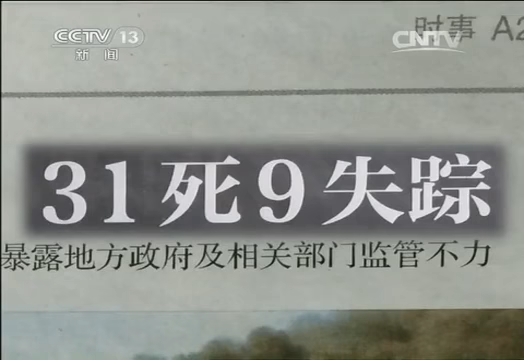 CCTV 13
新闻
CNTV
时事 A2
31死9失踪
暴露地方政府及相关部门监管不力